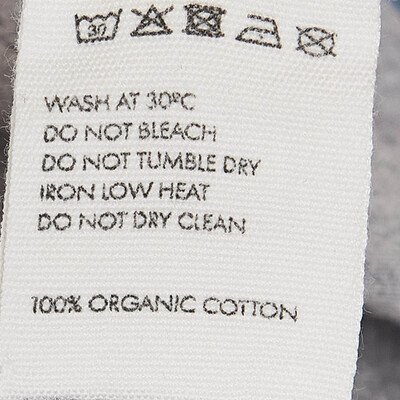 30
WASH AT 30ºC
DO NOT BLEACH
DO NOT TUMBLE DRY
IRON LOW HEAT
DO NOT DRY CLEAN
100% ORGANIC COTTON